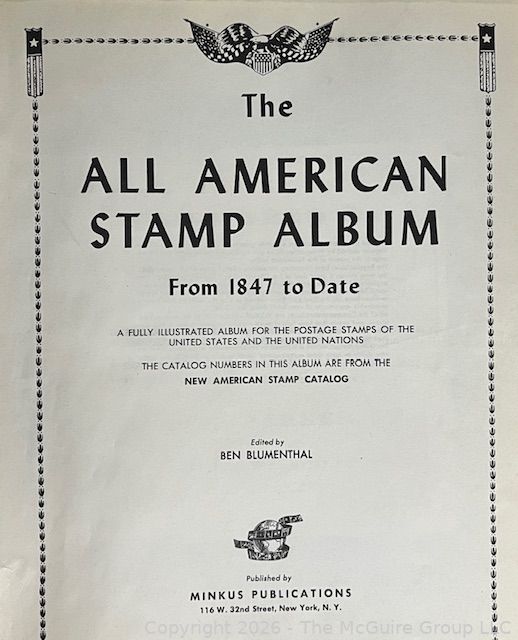 The
ALL AMERICAN
STAMP ALBUM
From 1847 to Date
A FULLY ILLUSTRATED ALBUM FOR THE POSTAGE STAMPS OF THE
UNITED STATES AND THE UNITED NATIONS
THE CATALOG NUMBERS IN THIS ALBUM ARE FROM THE
NEW AMERICAN STAMP CATALOG
Edited by
BEN BLUMENTHAL
Published by
MINKUS PUBLICATIONS
116 W. 32nd Street, New York, N. Y.
Copyright 2026 - The McGuire Group LLC